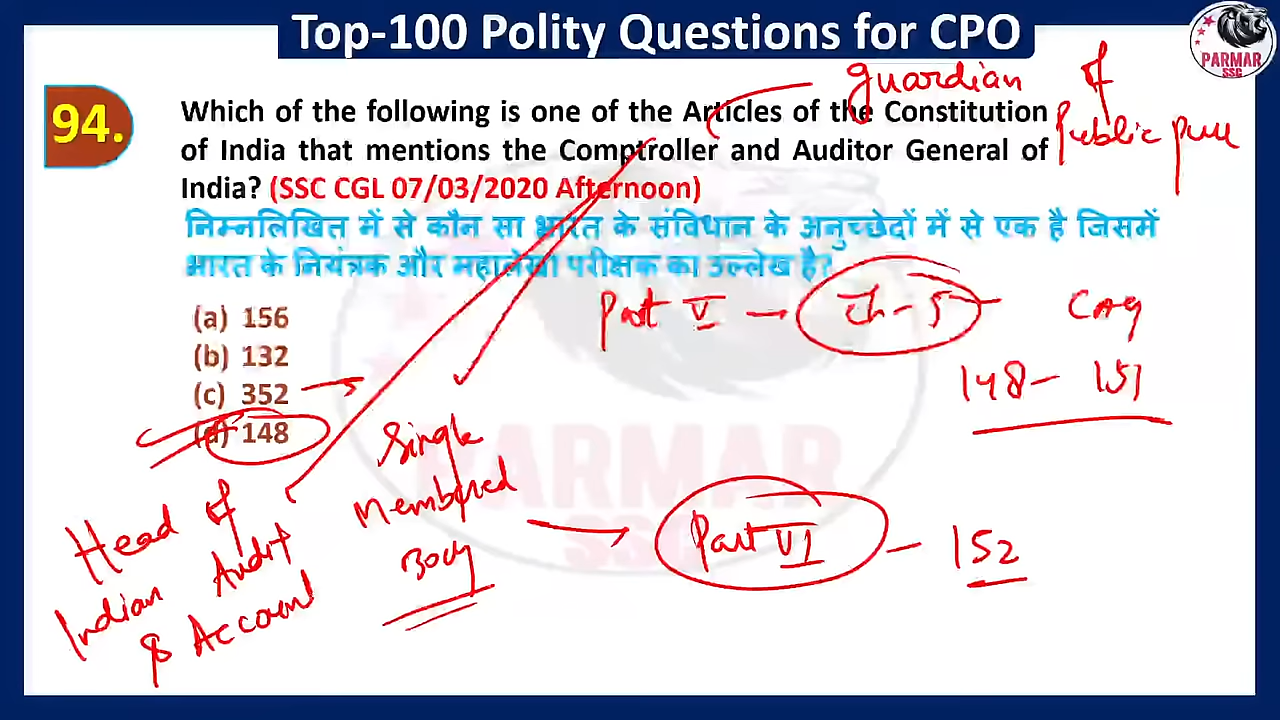 Top-100 Polity Questions for CPO
PARMAR
SSC
guardian of
Public
94.
Which of the following is one of the Articles of the Constitution
of India that mentions the Comptroller and Auditor General of
India? (SSC CGL 07/03/2020 Afternoon)
निम्नलिखित में से कौन सा भारत के संविधान के अनुच्छेदों में से एक है जिसमें
भारत के नियंत्रक और महालेखा परीक्षक का उल्लेख है?
Part V - Ch-5 - CAG
148 - 151
(a) 156
(b) 132
(c) 352
(d) 148
Single
Membered
Body
Head of
Indian Audit
& Account
Part VI - 152
PARMAR
SSC